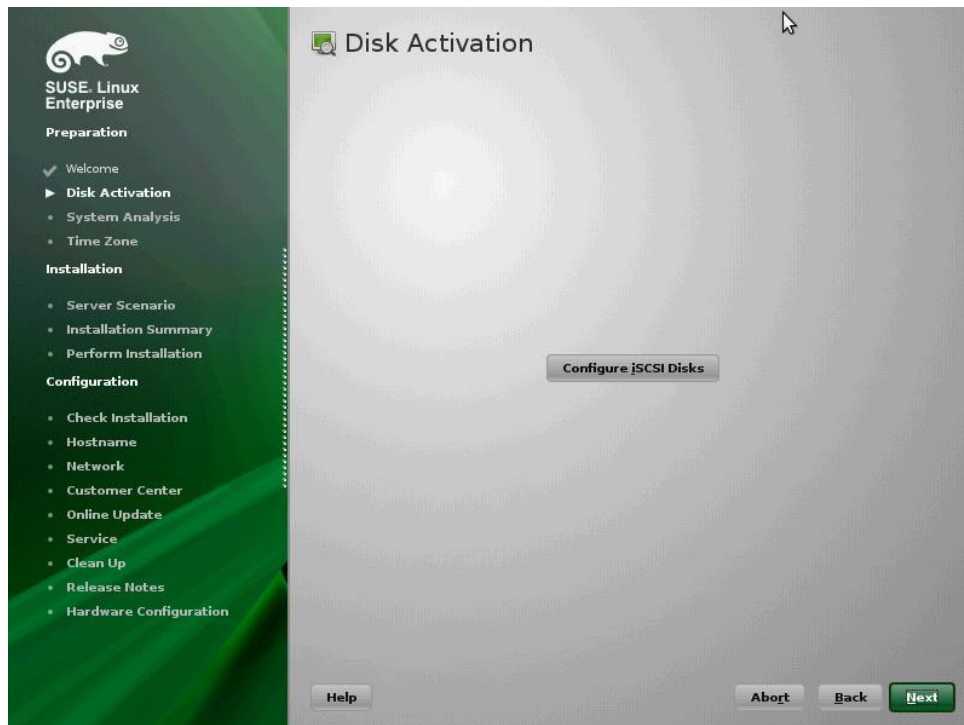 SUSE. Linux
Enterprise
Preparation
Welcome
Disk Activation
System Analysis
Time Zone
Installation
Server Scenario
Installation Summary
Perform Installation
Configuration
Check Installation
Hostname
Network
Customer Center
Online Update
Service
Clean Up
Release Notes
Hardware Configuration
Disk Activation
Configure iSCSI Disks
Help
Abort
Back
Next